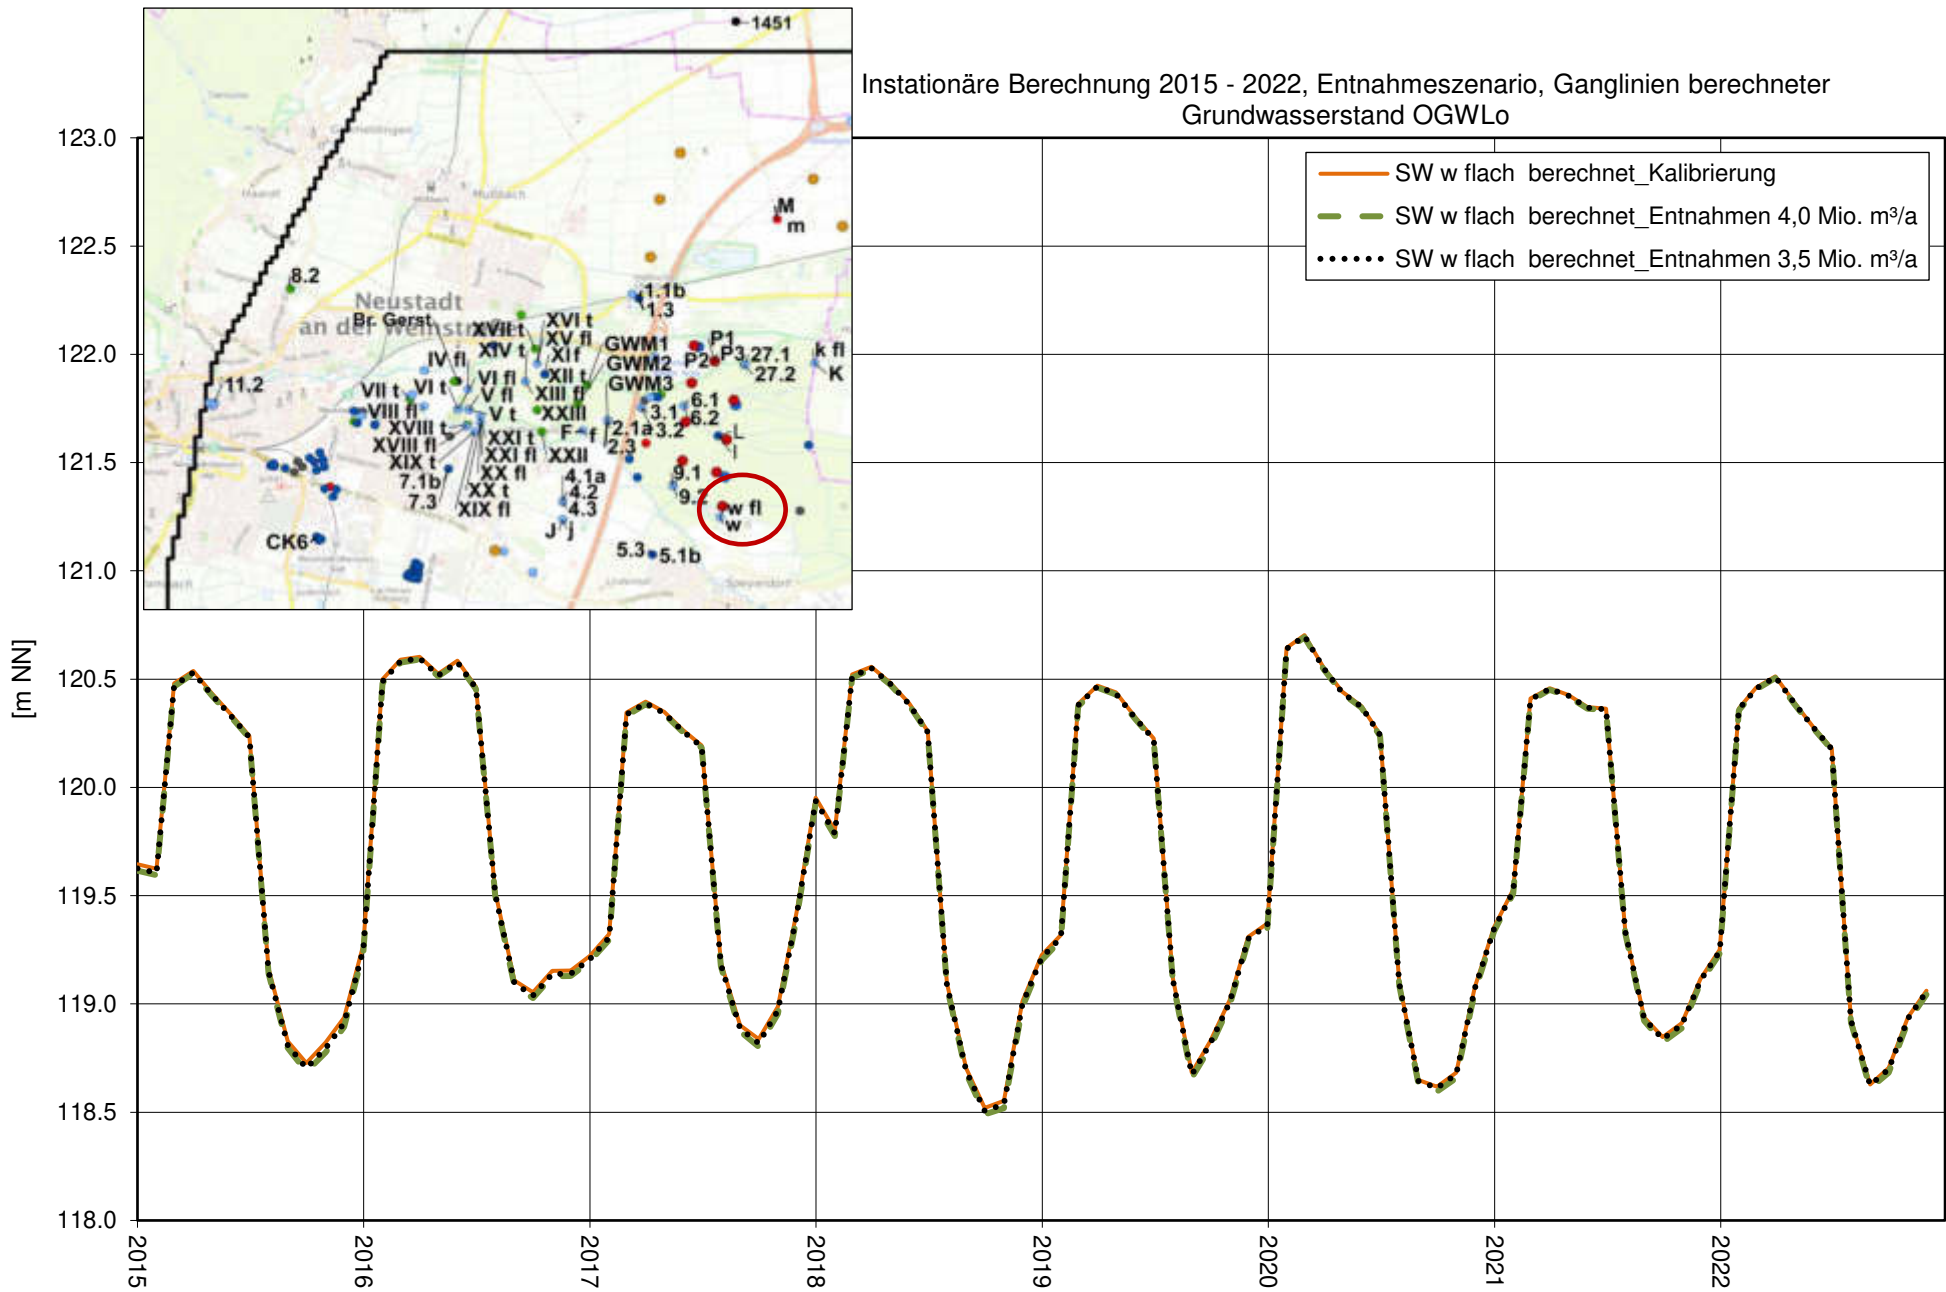 Instationäre Berechnung 2015 - 2022, Entnahmeszenario, Ganglinien berechneter
Grundwasserstand OGWLo
SW w flach berechnet_Kalibrierung
SW w flach berechnet_Entnahmen 4,0 Mio. m³/a
SW w flach berechnet_Entnahmen 3,5 Mio. m³/a
[m NN]
123.0
122.5
122.0
121.5
121.0
120.5
120.0
119.5
119.0
118.5
118.0
2015
2016
2017
2018
2019
2020
2021
2022
1451
M
m
8.2
1.1b
1.3
Neustadt
an der
Br. Gerst.
XVII t
XVI t
XV fl
XIV t
XI f
XII t
GWM1
GWM2
GWM3
P1
P2
P3
27.1
27.2
k fl
K
IV fl
VI t
VI fl
VII t
V fl
XIII fl
11.2
VIII fl
V t
XXIII
3.1
6.1
6.2
XVIII t
XVIII fl
XXI t
F
f
2.1a
3.2
2.3
L
l
XIX t
XXI fl
XXII
7.1b
XX fl
4.1a
9.1
7.3
XX t
4.2
9.2
XIX fl
4.3
w fl
w
J
j
CK6
5.3
5.1b
Mußbach
Haardt
Speyerdorf